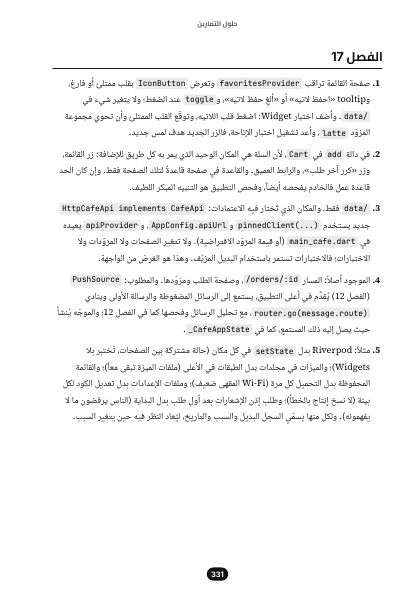 حلول التمارين
الفصل 17
1. صفحة القائمة تراقب favoritesProvider وتعرض IconButton بقلب ممتلئ أو فارغ،
وtooltip «احفظ لاتيه» أو «ألغِ حفظ لاتيه»، و toggle عند الضغط؛ ولا يتغير شيء في
data/ . وأضف اختبار Widget: اضغط قلب اللاتيه، وتوقّع القلب الممتلئ وأن تحوي مجموعة
المزوّد latte ، وأعد تشغيل اختبار الإتاحة، فالزر الجديد هدف لمس جديد.
2. في دالة add في Cart ، لأن السلة هي المكان الوحيد الذي يمر به كل طريق للإضافة: زر القائمة،
وزر «كرر آخر طلب»، والرابط العميق. والقاعدة في صفحة قاعدةٌ لتلك الصفحة فقط. وإن كان الحد
قاعدة عمل فالخادم يفحصه أيضاً، وفحص التطبيق هو التنبيه المبكر اللطيف.
3. data/ فقط، والمكان الذي تُختار فيه الاعتمادات: HttpCafeApi implements CafeApi
جديد يستخدم pinnedClient(...) و AppConfig.apiUrl ، و apiProvider يعيده
في main_cafe.dart (أو قيمة المزوّد الافتراضية). ولا تتغير الصفحات ولا المزودات ولا
الاختبارات؛ فالاختبارات تستمر باستخدام البديل المزيّف. وهذا هو الغرض من الواجهة.
4. الموجود أصلاً: المسار orders/:id/ ، وصفحة الطلب ومزوّدها. والمطلوب: PushSource
(الفصل 12) يُقدَّم في أعلى التطبيق، يستمع إلى الرسائل المضغوطة والرسالة الأولى وينادي
router.go(message.route) ، مع تحليل الرسائل وفحصها كما في الفصل 12؛ والموجّه يُنشأ
حيث يصل إليه ذلك المستمع، كما في CafeAppState_ .
5. مثلاً: Riverpod بدل setState في كل مكان (حالة مشتركة بين الصفحات، تُختبر بلا
Widgets)؛ والميزات في مجلدات بدل الطبقات في الأعلى (ملفات الميزة تبقى معاً)؛ والقائمة
المحفوظة بدل التحميل كل مرة (Wi-Fi المقهى ضعيف)؛ وملفات الإعدادات بدل تعديل الكود لكل
بيئة (لا نسخ إنتاج بالخطأ)؛ وطلب إذن الإشعارات بعد أول طلب بدل البداية (الناس يرفضون ما لا
يفهمونه). ولكل منها يسمّي السجل البديل والسبب والتاريخ، ليُعاد النظر فيه حين يتغير السبب.
331